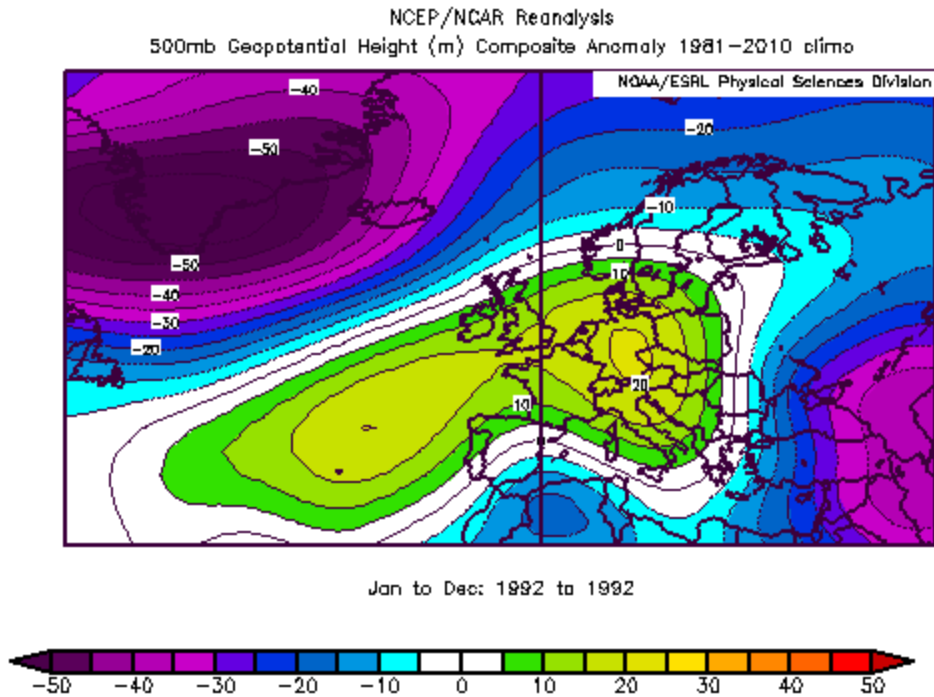 NCEP/NCAR Reanalysis
500mb Geopotential Height (m) Composite Anomaly 1981-2010 climo
NOAA/ESRL Physical Sciences Division
-40
-20
-50
-10
0
-50
10
-40
-30
-20
20
10
Jan to Dec: 1992 to 1992
-50 -40 -30 -20 -10 0 10 20 30 40 50